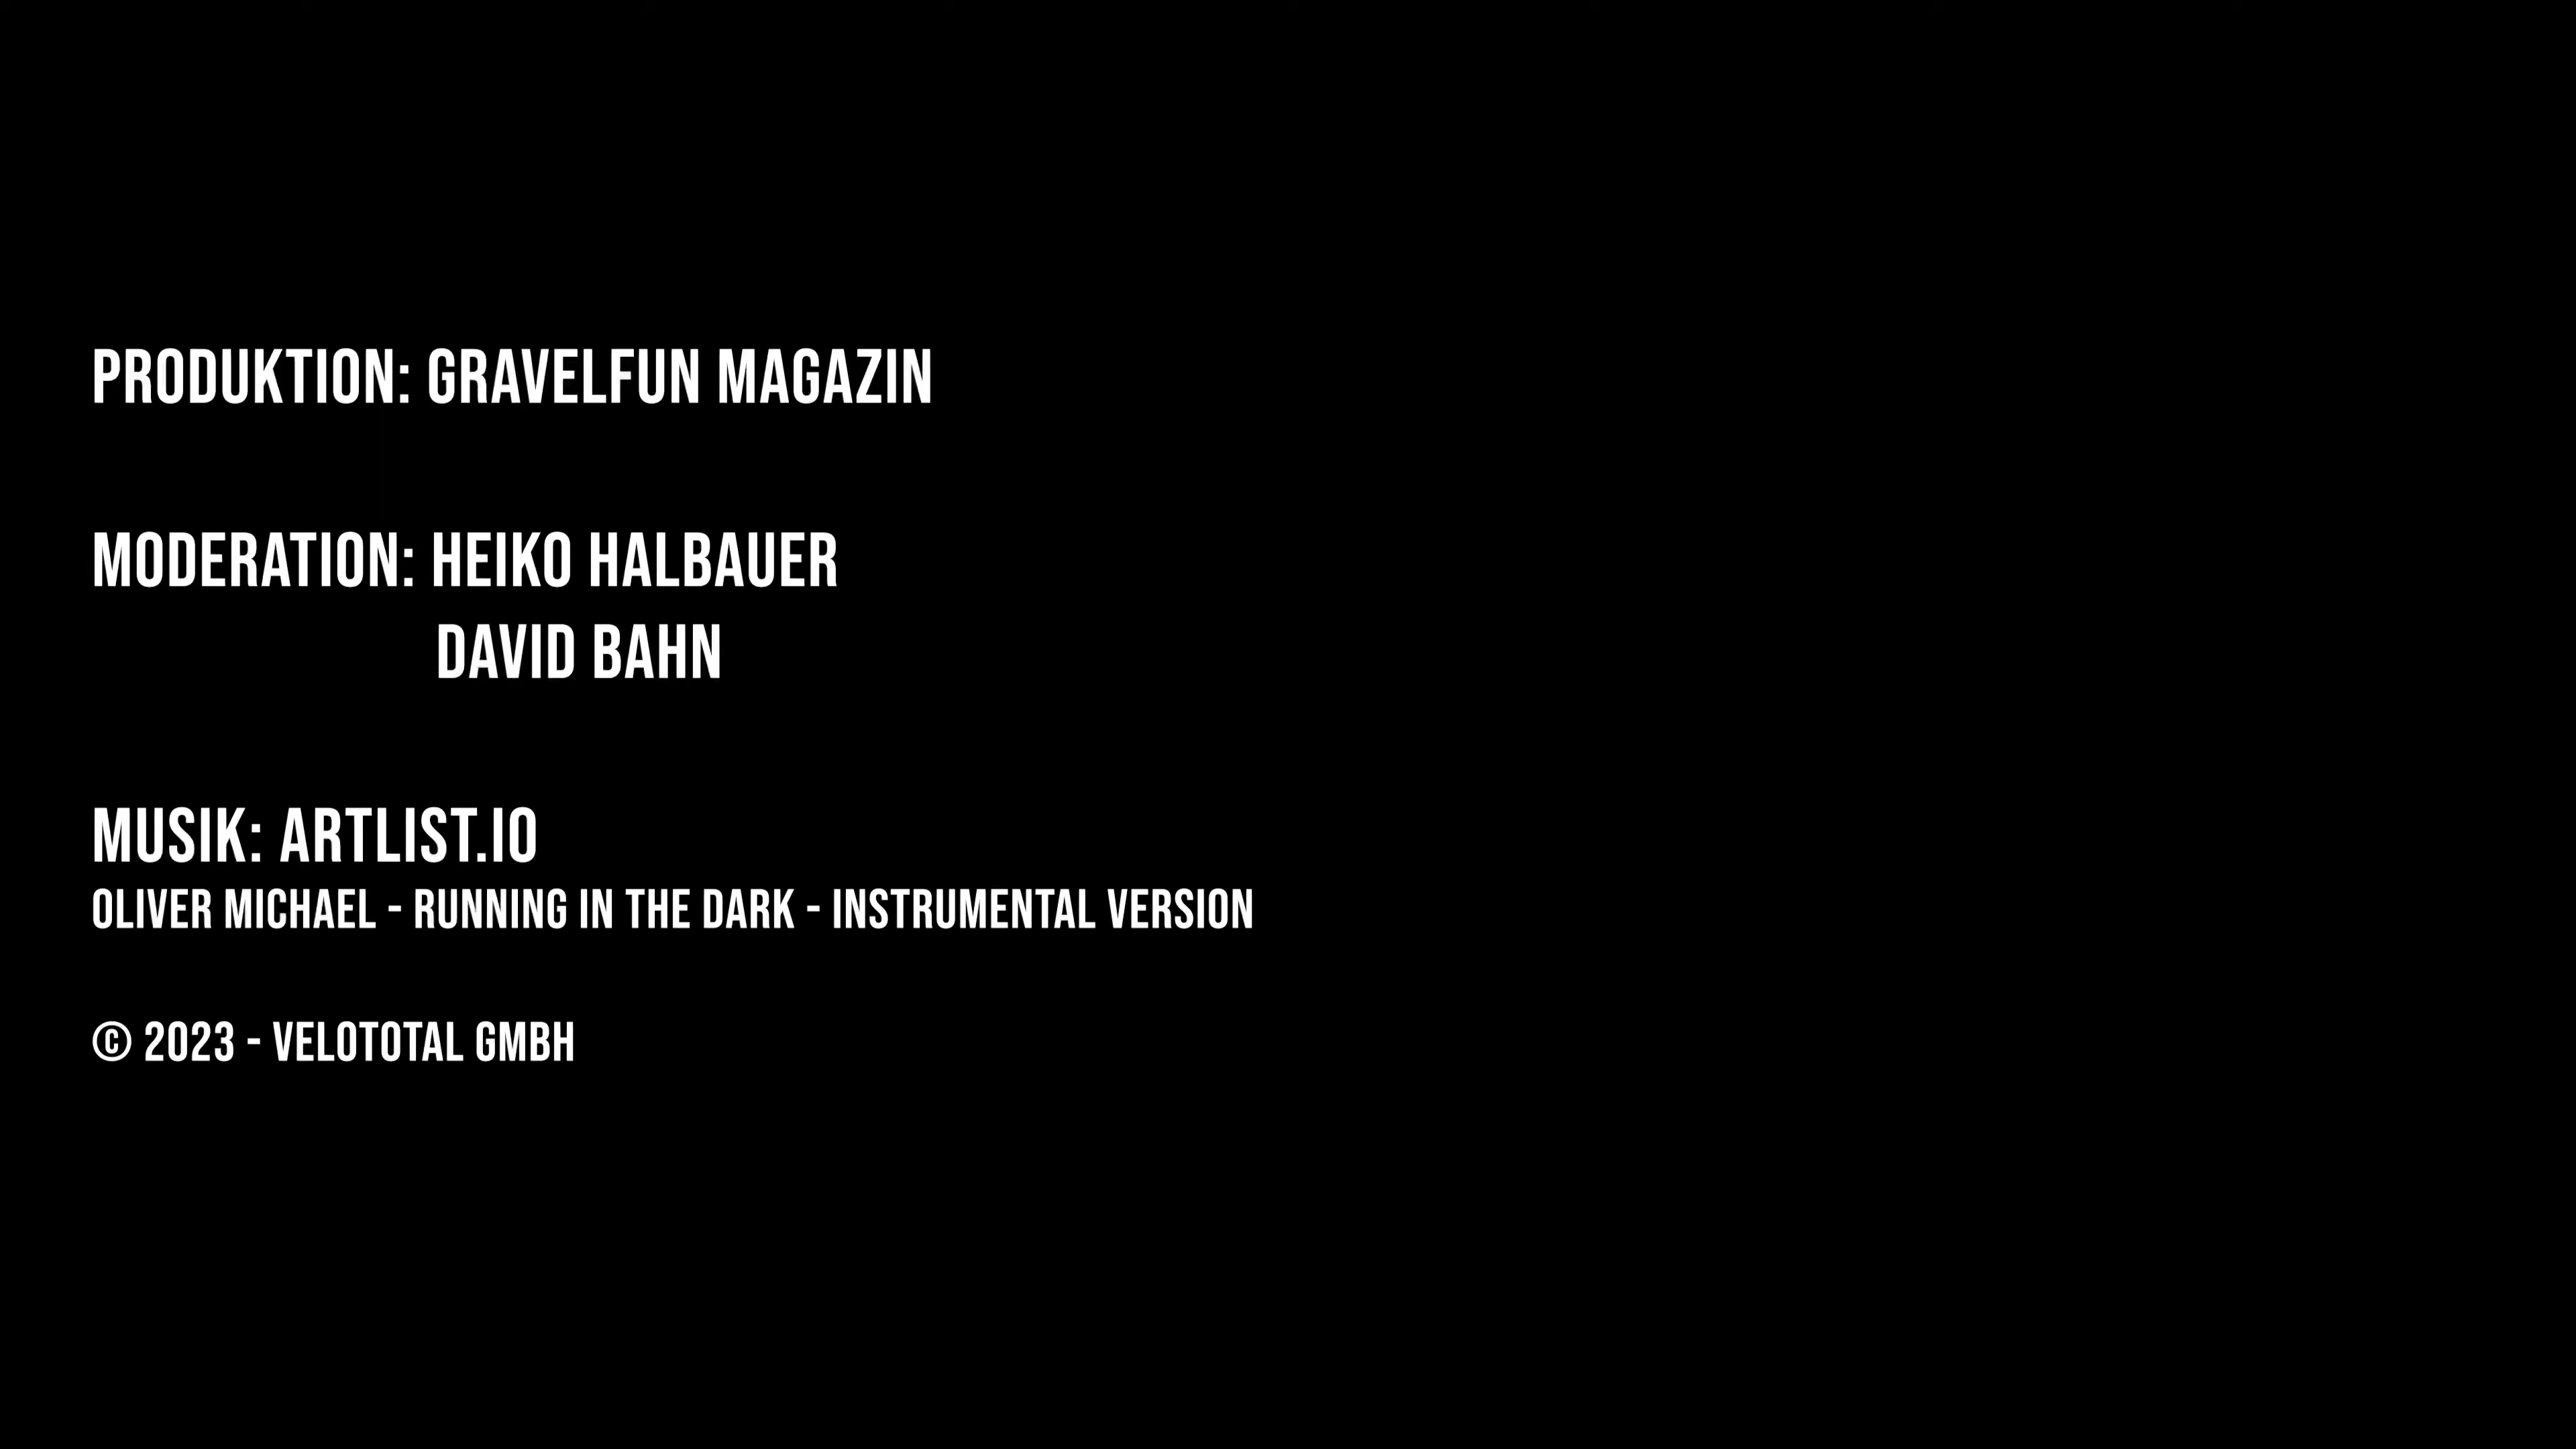 PRODUKTION: GRAVELFUN MAGAZIN
MODERATION: HEIKO HALBAUER
DAVID BAHN
MUSIK: ARTLIST.IO
OLIVER MICHAEL - RUNNING IN THE DARK - INSTRUMENTAL VERSION
© 2023 - VELOTOTAL GMBH